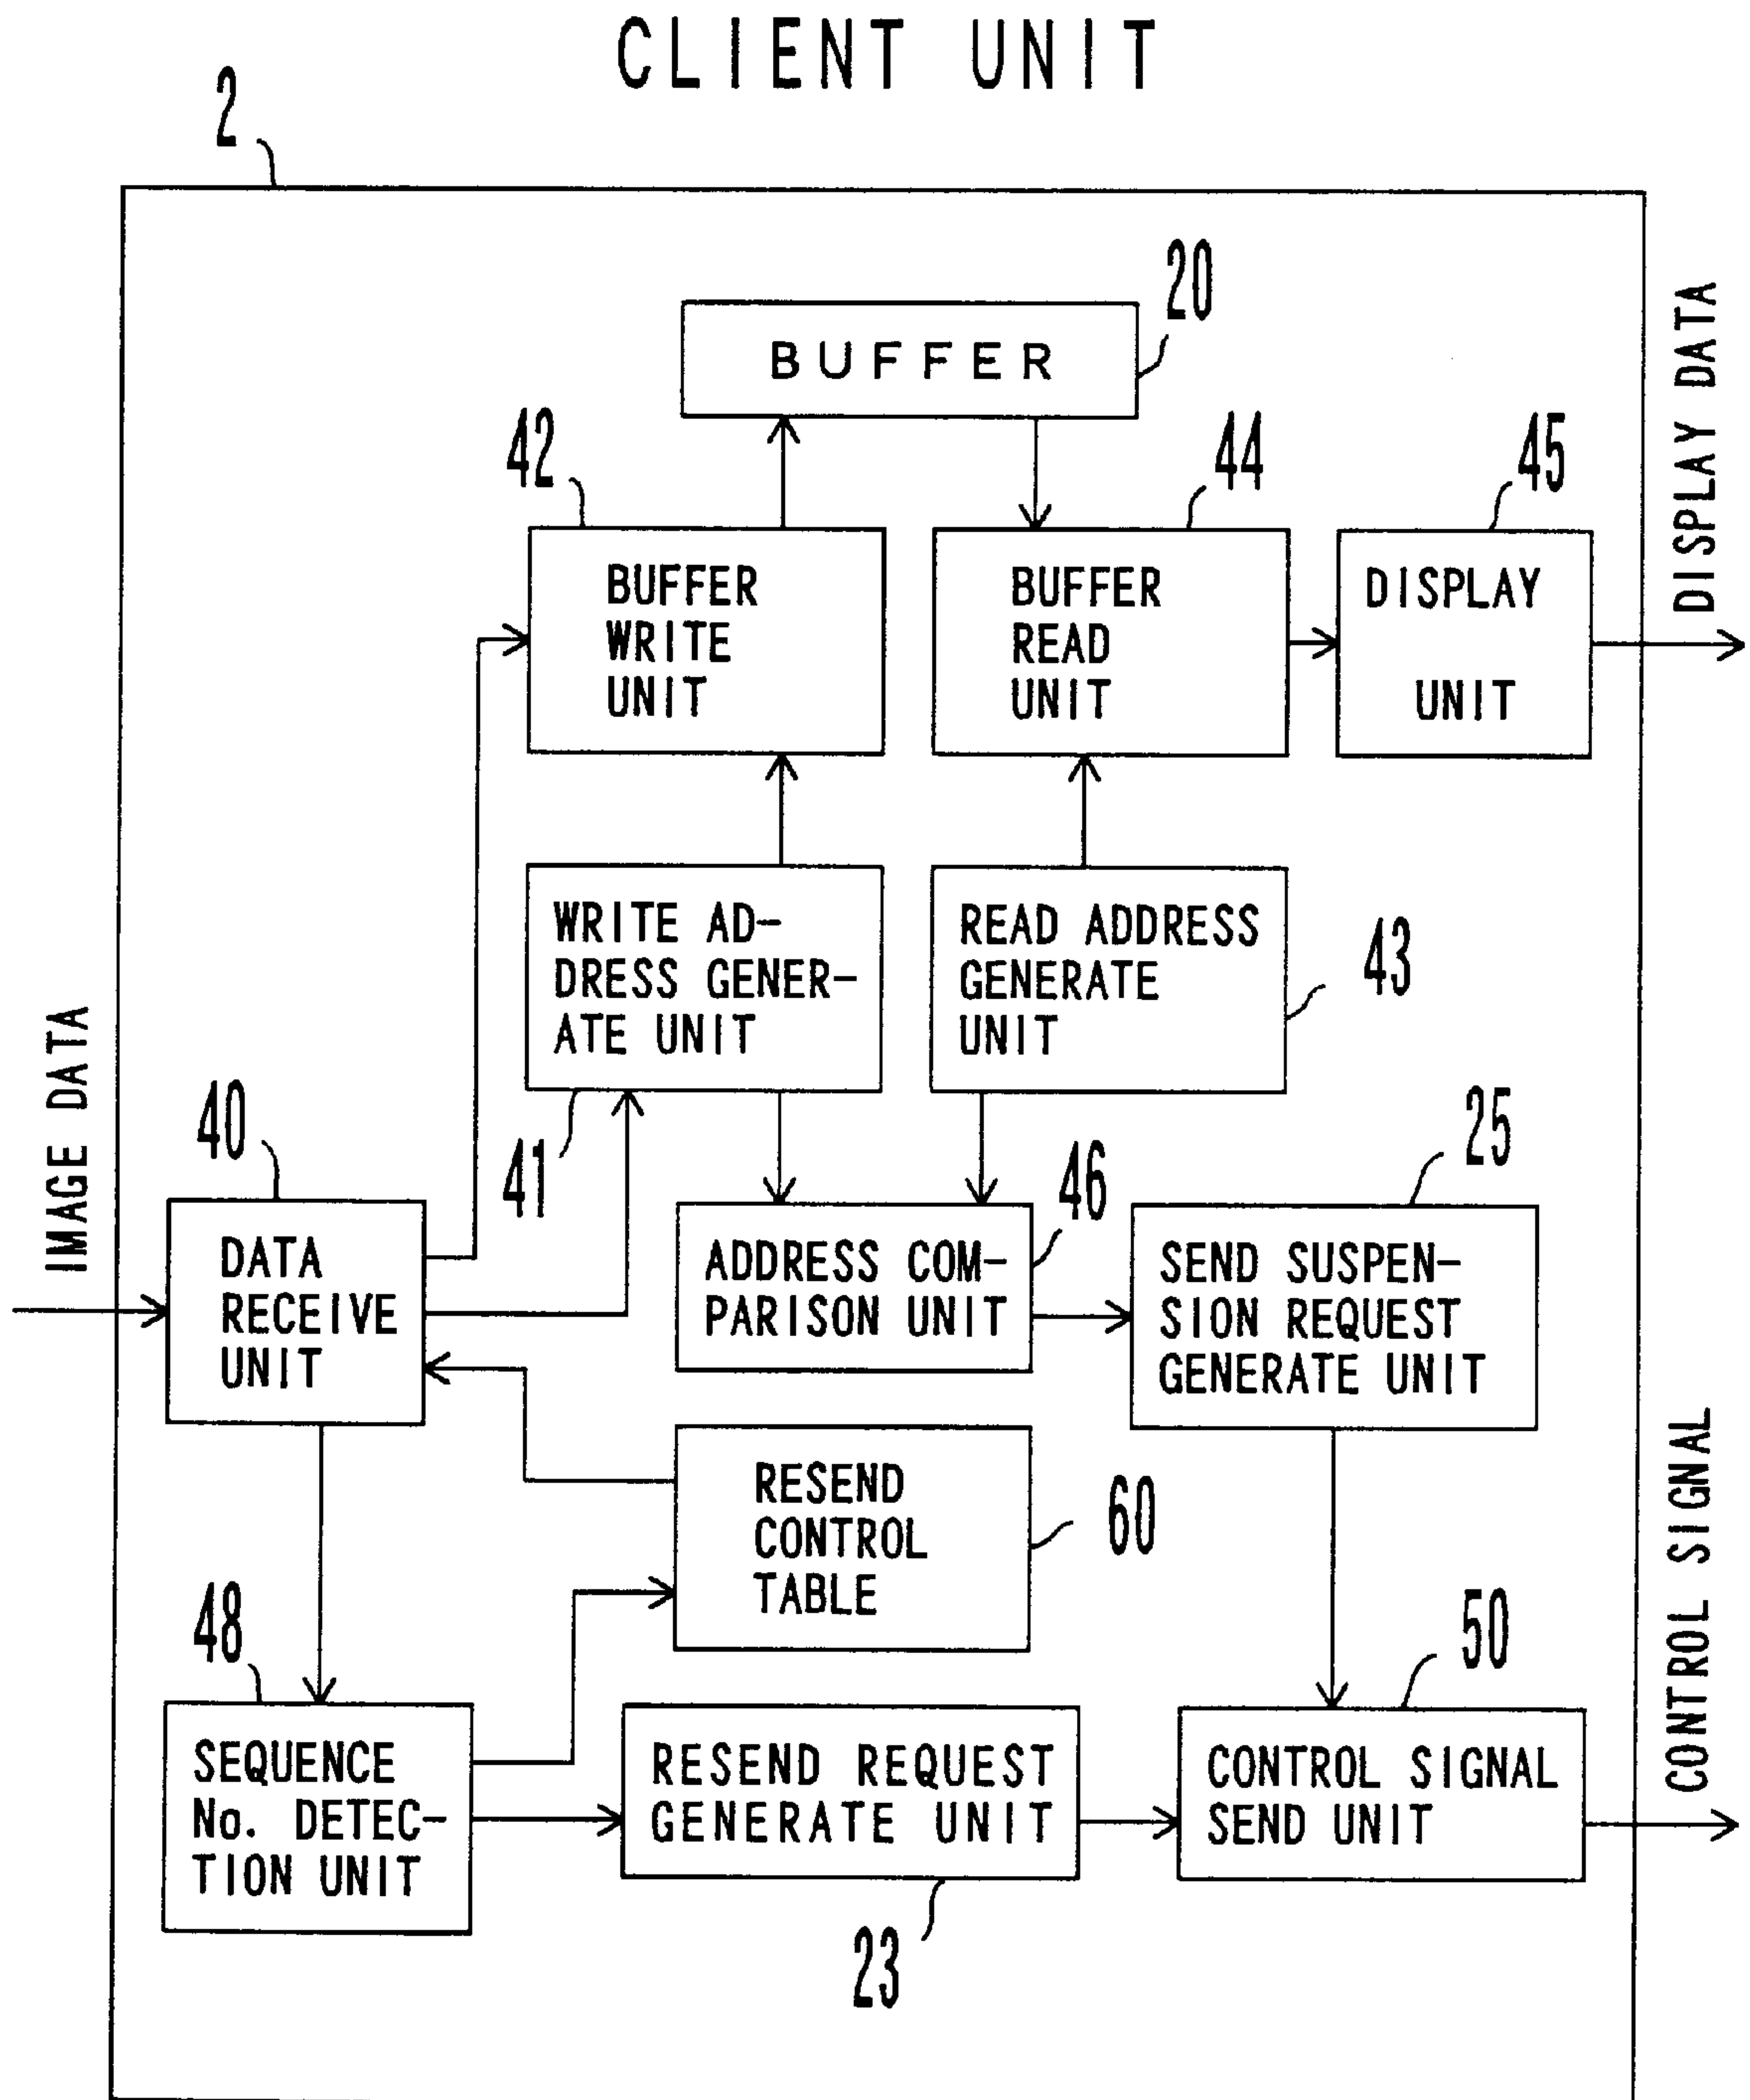 CLIENT UNIT
2
20
BUFFER
42
44
45
BUFFER
WRITE
UNIT
BUFFER
READ
UNIT
DISPLAY
UNIT
DISPLAY DATA
WRITE AD-
DRESS GENER-
ATE UNIT
READ ADDRESS
GENERATE
UNIT
43
41
IMAGE DATA
40
DATA
RECEIVE
UNIT
46
ADDRESS COM-
PARISON UNIT
25
SEND SUSPEN-
SION REQUEST
GENERATE UNIT
RESEND
CONTROL
TABLE
60
48
SEQUENCE
No. DETEC-
TION UNIT
RESEND REQUEST
GENERATE UNIT
23
50
CONTROL SIGNAL
SEND UNIT
CONTROL SIGNAL